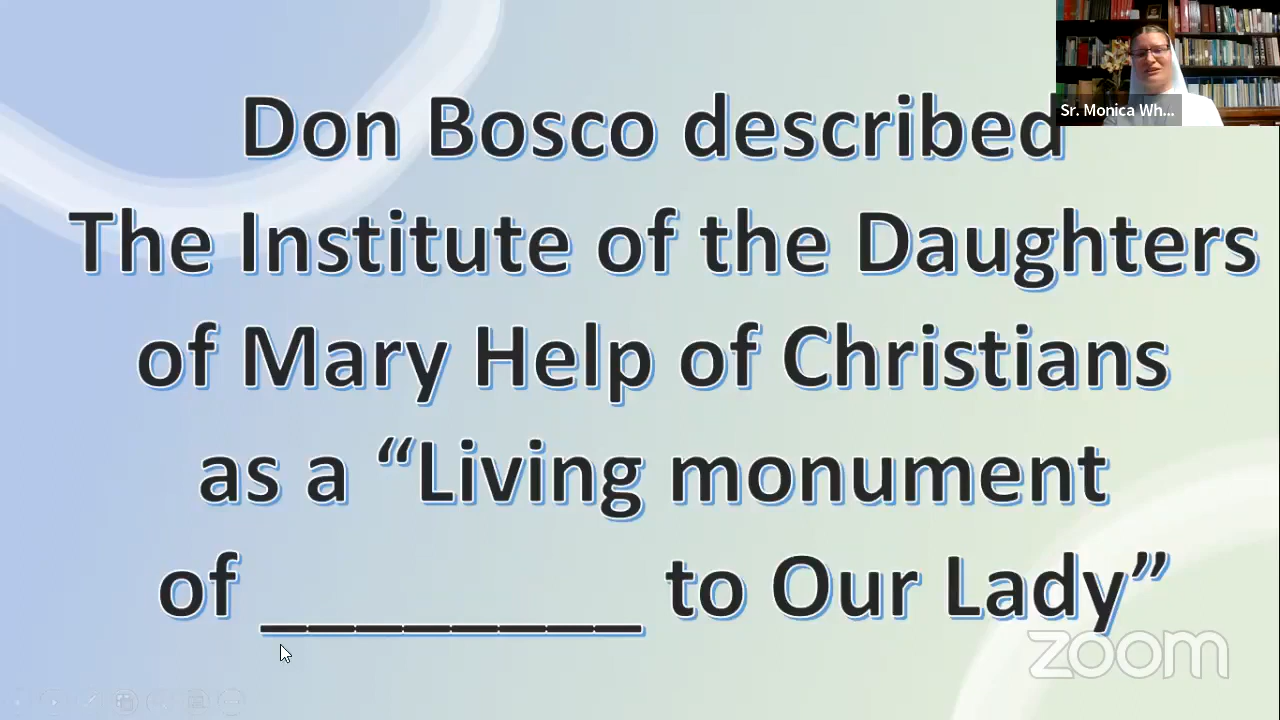 Don Bosco described
The Institute of the Daughters
of Mary Help of Christians
as a “Living monument
of ________ to Our Lady”
Sr. Monica Wh...
zoom